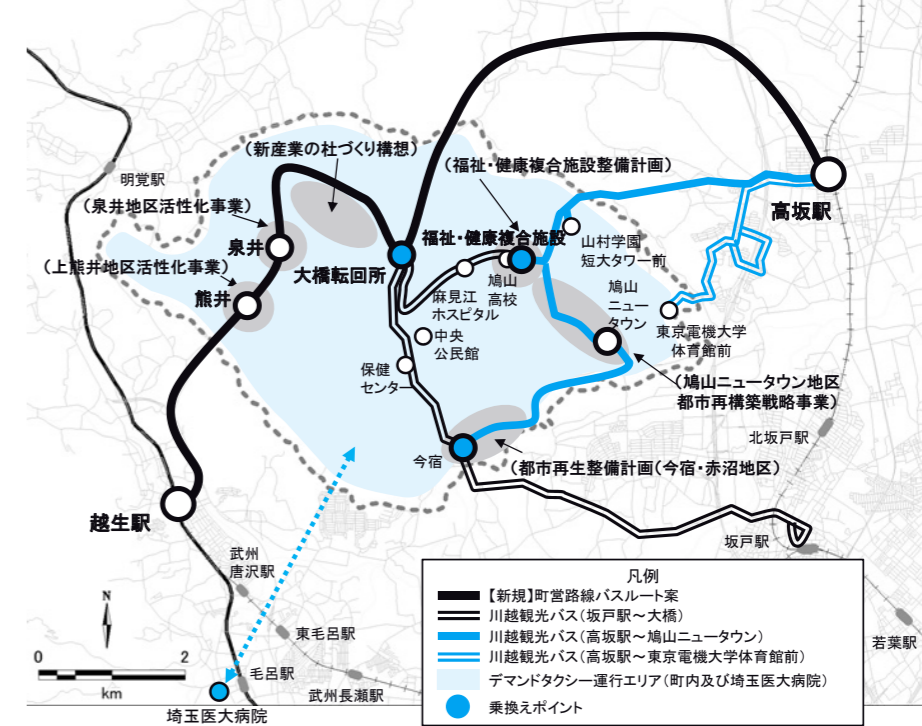 (新産業の杜づくり構想)
(福祉・健康複合施設整備計画)
明覚駅
高坂駅
(泉井地区活性化事業)
泉井
福祉・健康複合施設
山村学園
短大タワー前
(上熊井地区活性化事業)
大橋転回所
鳩山
高校
鳩山
ニュー
タウン
熊井
麻見江
ホスピタル
東京電機大学
体育館前
中央
公民館
保健
センター
(鳩山ニュータウン地区
都市再構築戦略事業)
北坂戸駅
今宿
(都市再生整備計画(今宿・赤沼地区)
越生駅
坂戸駅
武州
唐沢駅
凡例
【新規】町営路線バスルート案
川越観光バス(坂戸駅~大橋)
川越観光バス(高坂駅~鳩山ニュータウン)
川越観光バス(高坂駅~東京電機大学体育館前)
デマンドタクシー運行エリア(町内及び埼玉医大病院)
乗換えポイント
N
東毛呂駅
若葉駅
0 2
km
毛呂駅
武州長瀬駅
埼玉医大病院